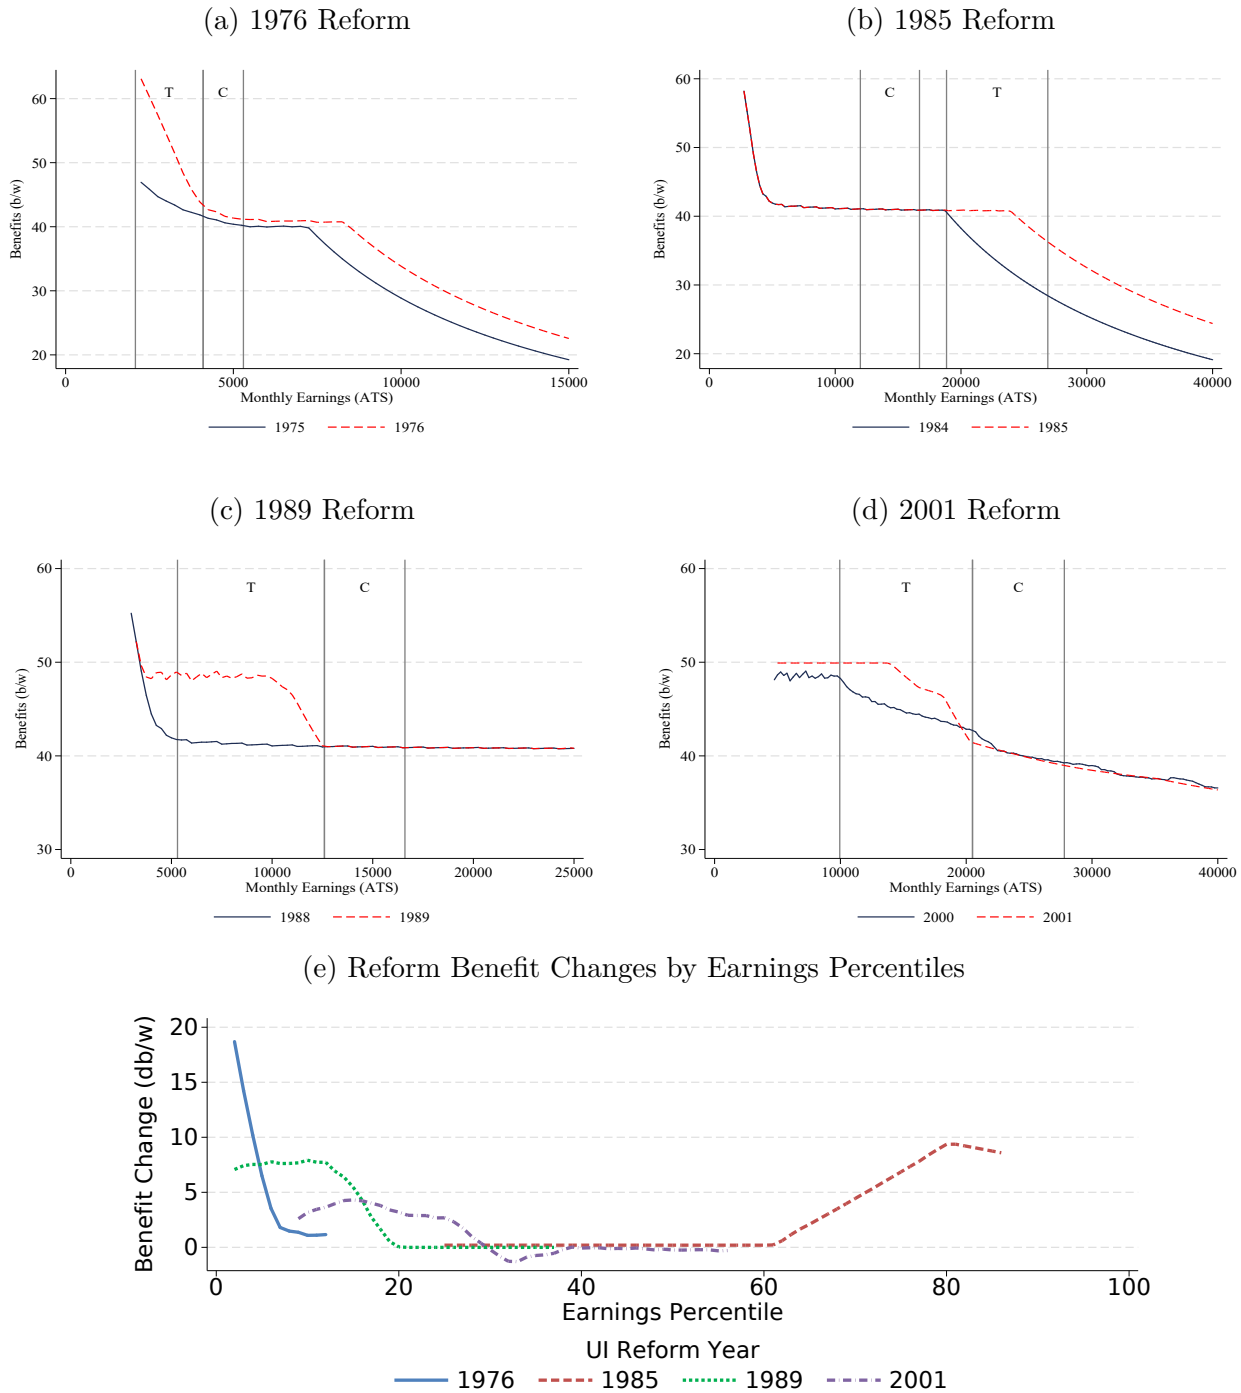 (a) 1976 Reform
60
50
40
30
20
Benefits (b/w)
T
C
0
5000
10000
15000
Monthly Earnings (ATS)
1975
1976
(b) 1985 Reform
60
50
40
30
20
Benefits (b/w)
C
T
0
10000
20000
30000
40000
Monthly Earnings (ATS)
1984
1985
(c) 1989 Reform
60
50
40
30
Benefits (b/w)
T
C
0
5000
10000
15000
20000
25000
Monthly Earnings (ATS)
1988
1989
(d) 2001 Reform
60
50
40
30
Benefits (b/w)
T
C
0
10000
20000
30000
40000
Monthly Earnings (ATS)
2000
2001
(e) Reform Benefit Changes by Earnings Percentiles
20
15
10
5
0
Benefit Change (db/w)
0
20
40
60
80
100
Earnings Percentile
UI Reform Year
1976
1985
1989
2001